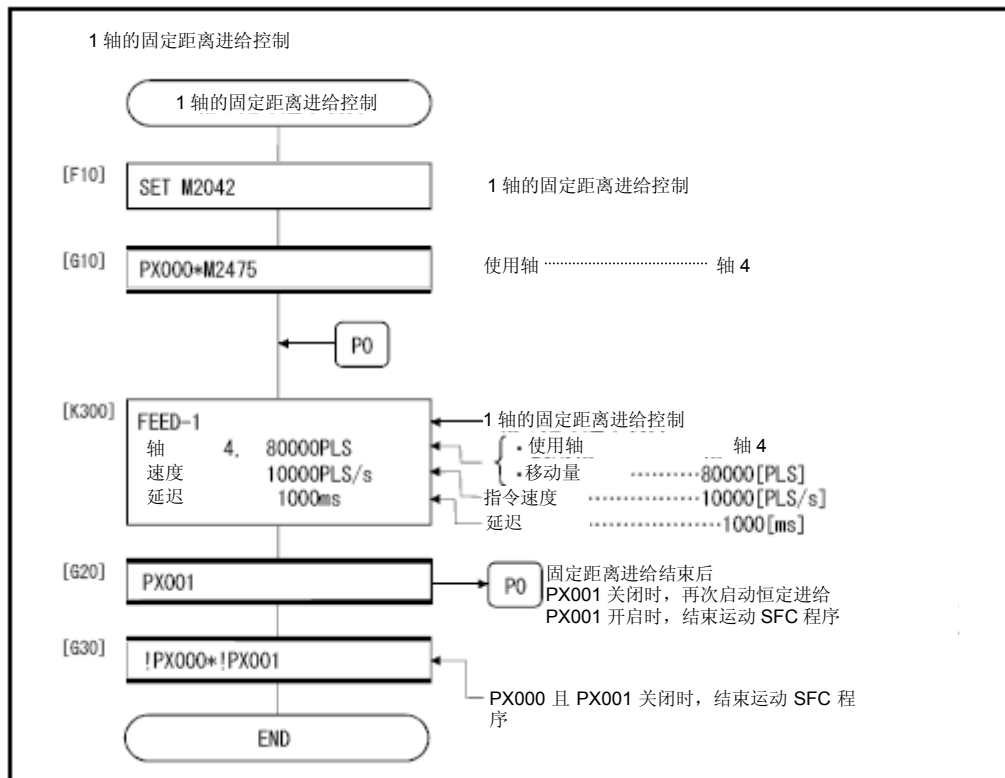 1 轴的固定距离进给控制
1 轴的固定距离进给控制
[F10] SET M2042 1 轴的固定距离进给控制
[G10] PX000*M2475 使用轴 ………………………… 轴 4
P0
[K300] FEED-1 1 轴的固定距离进给控制
轴 4, 80000PLS ・使用轴 轴 4
速度 10000PLS/s ・移动量 …………80000[PLS]
延迟 1000ms 指令速度 ………………10000[PLS/s]
延迟 …………………1000[ms]
[G20] PX001 P0 固定距离进给结束后
PX001 关闭时，再次启动恒定进给
PX001 开启时，结束运动 SFC 程序
[G30] !PX000*!PX001
PX000 且 PX001 关闭时，结束运动 SFC 程
序
END